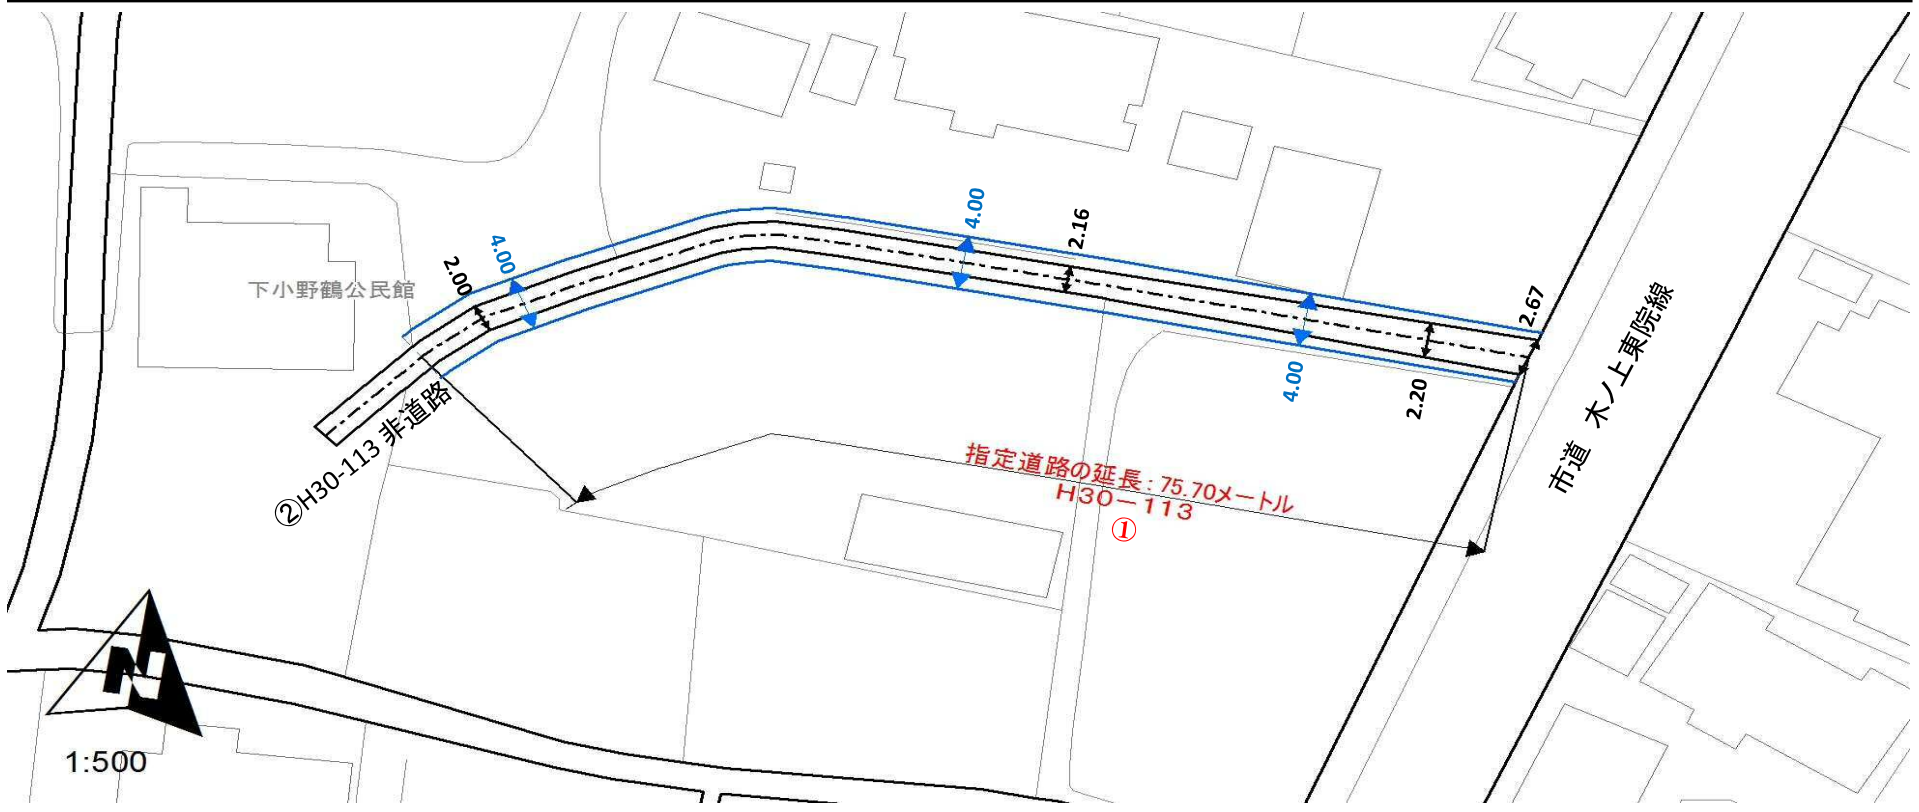 4.00
2.16
2.00
4.00
下小野鶴公民館
2.67
市道 木ノ上東院線
4.00
2.20
②H30-113 非道路
指定道路の延長：75.70メートル
H30－113
①
N
1:500